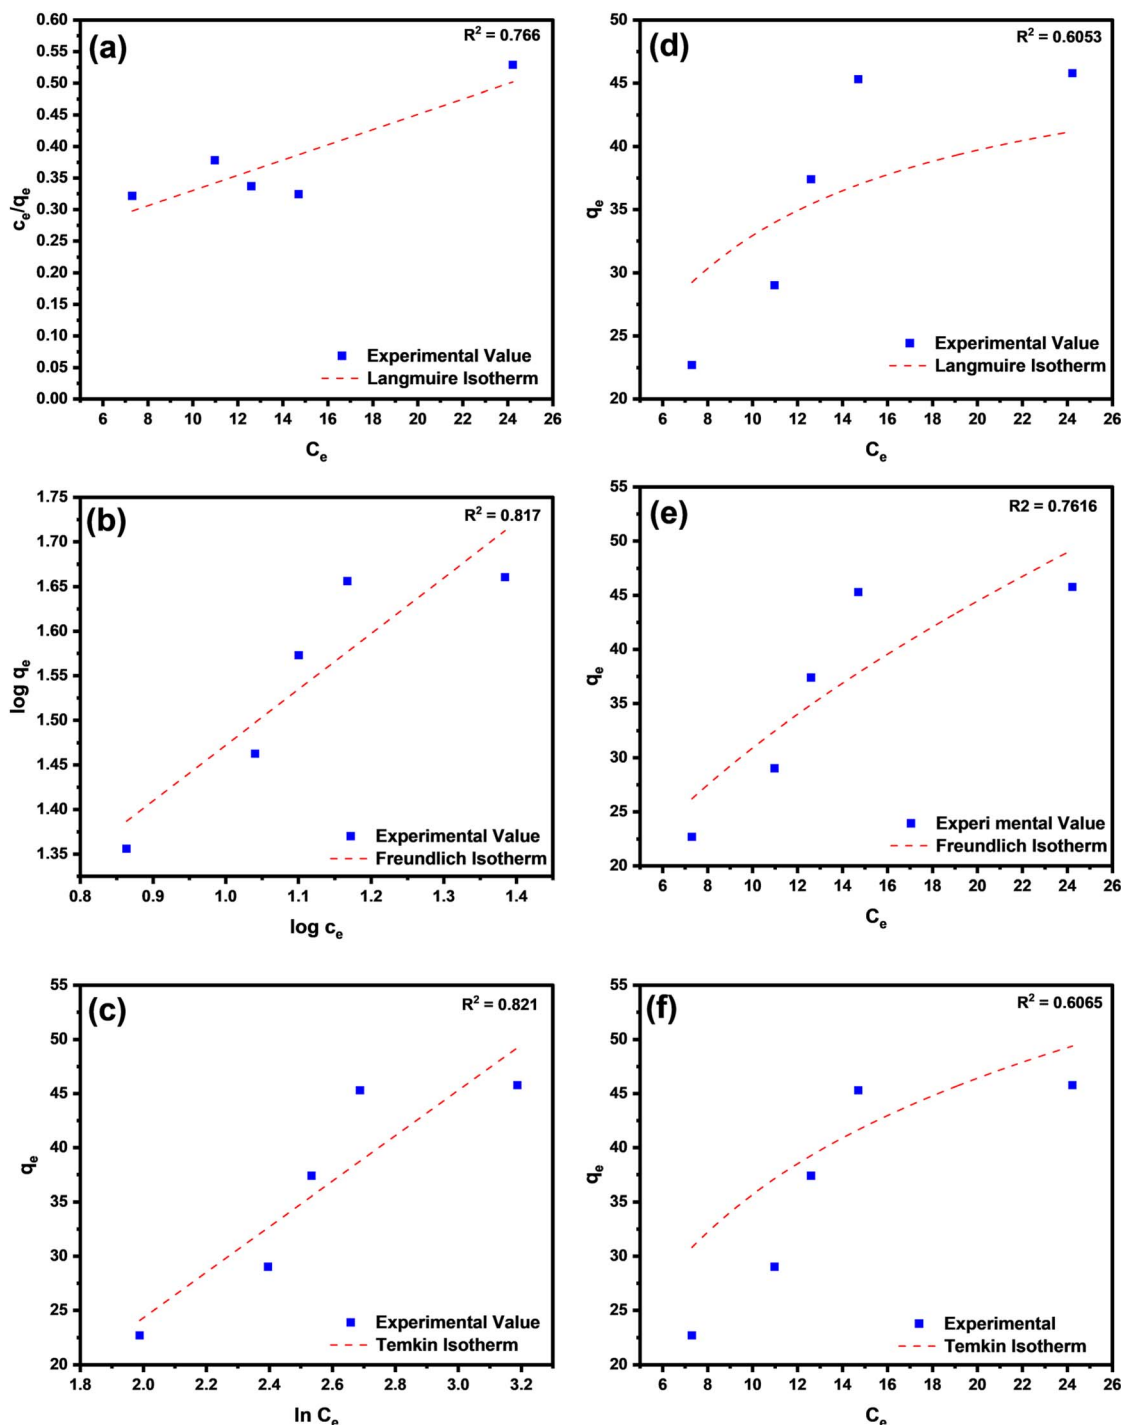 (a)
R² = 0.766
0.60
0.55
0.50
0.45
0.40
0.35
0.30
0.25
0.20
0.15
0.10
0.05
0.00
cₑ/qₑ
Experimental Value
Langmuire Isotherm
6 8 10 12 14 16 18 20 22 24 26
Cₑ
(d)
R² = 0.6053
50
45
40
35
30
25
20
qₑ
Experimental Value
Langmuire Isotherm
6 8 10 12 14 16 18 20 22 24 26
Cₑ
(b)
R² = 0.817
1.75
1.70
1.65
1.60
1.55
1.50
1.45
1.40
1.35
log qₑ
Experimental Value
Freundlich Isotherm
0.8 0.9 1.0 1.1 1.2 1.3 1.4
log cₑ
(e)
R2 = 0.7616
55
50
45
40
35
30
25
20
qₑ
Experi mental Value
Freundlich Isotherm
6 8 10 12 14 16 18 20 22 24 26
Cₑ
(c)
R² = 0.821
55
50
45
40
35
30
25
20
qₑ
Experimental Value
Temkin Isotherm
1.8 2.0 2.2 2.4 2.6 2.8 3.0 3.2
ln Cₑ
(f)
R² = 0.6065
55
50
45
40
35
30
25
20
qₑ
Experimental
Temkin Isotherm
6 8 10 12 14 16 18 20 22 24 26
Cₑ